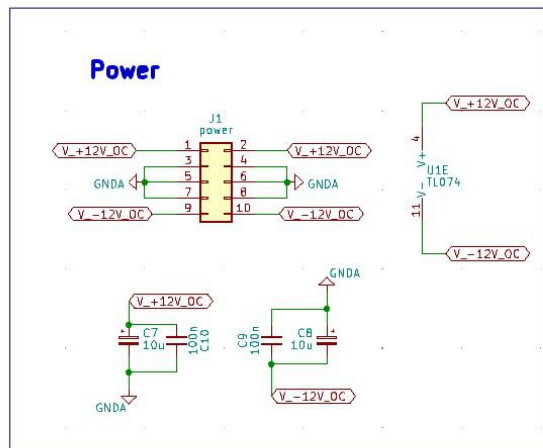 Power
J1
power
V_+12V_OC
1
2
V_+12V_OC
3
4
GNDA
5
6
GNDA
7
8
V_-12V_OC
9
10
V_-12V_OC
V_+12V_OC
4
V+
U1E
TL074
V-
11
V_-12V_OC
V_+12V_OC
C7
10u
100n
C10
GNDA
GNDA
C9
100n
C8
10u
V_-12V_OC